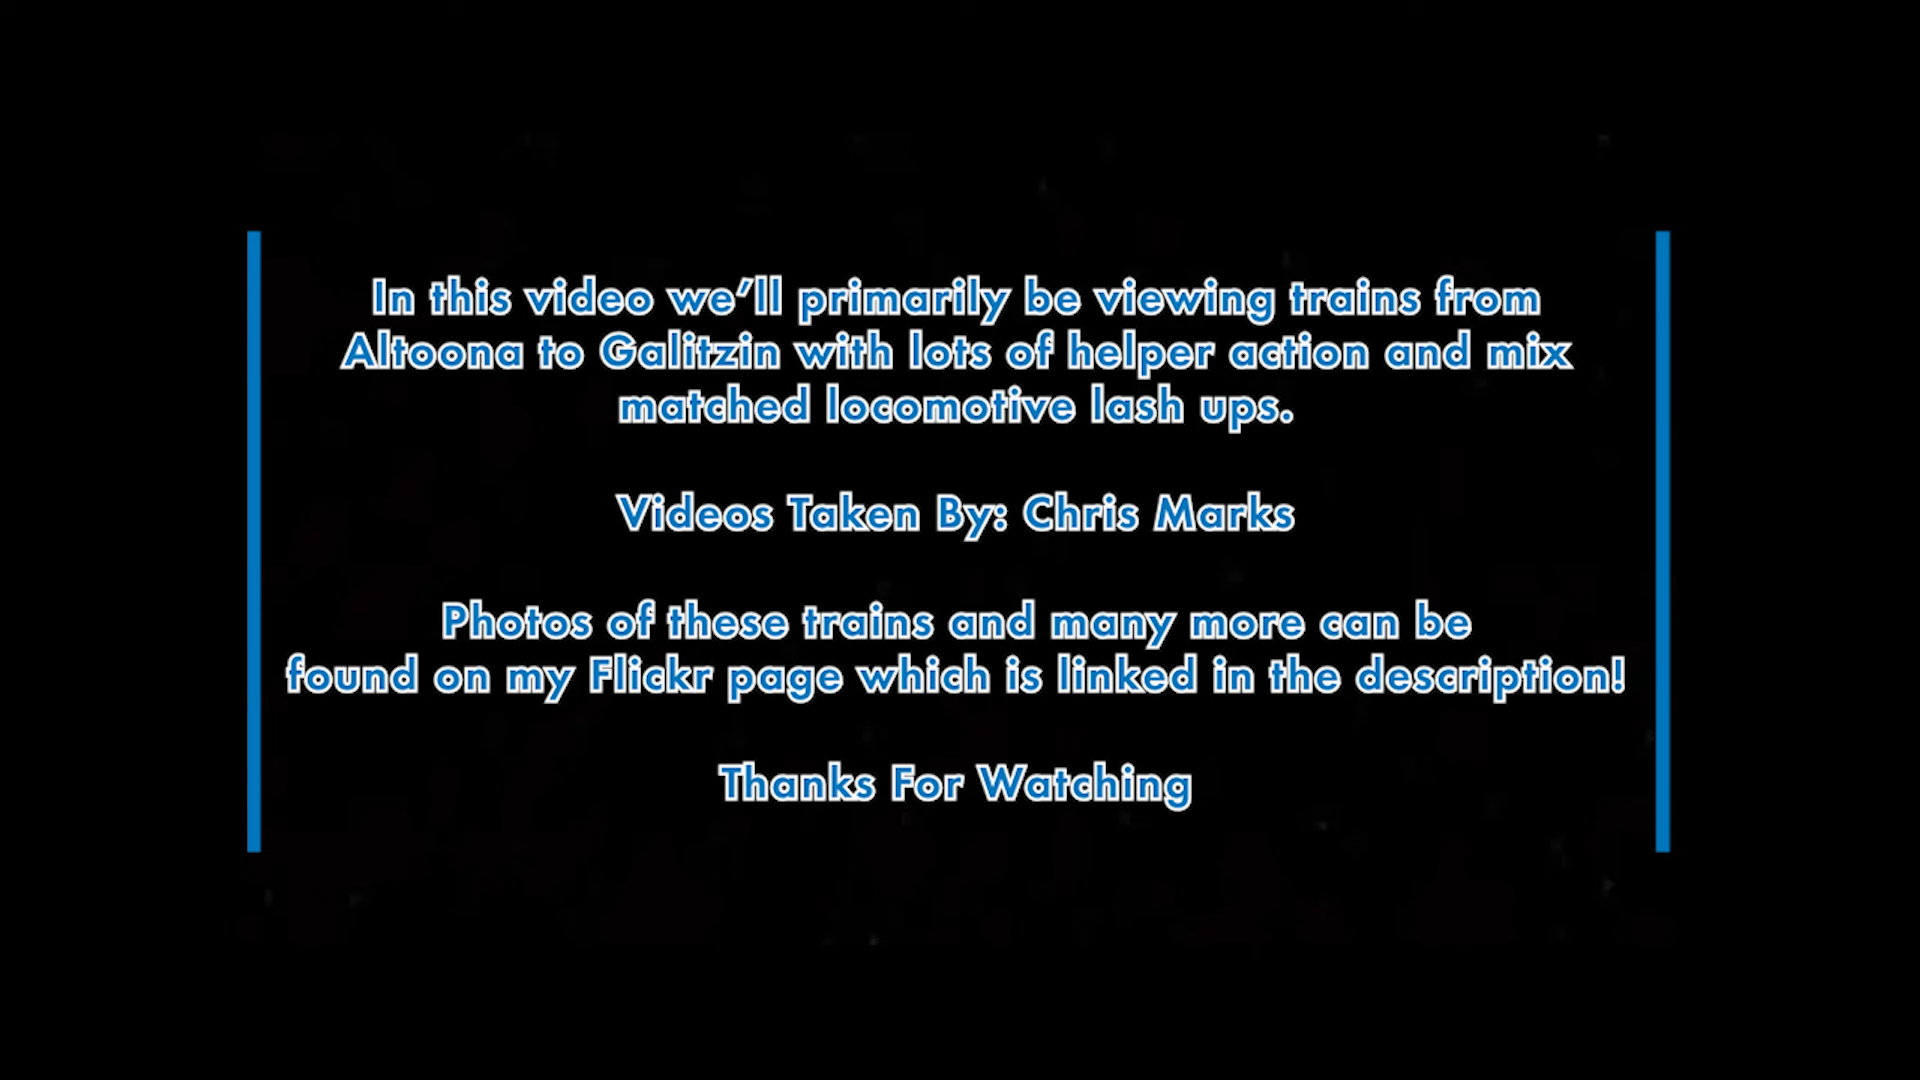 In this video we’ll primarily be viewing trains from
Altoona to Galitzin with lots of helper action and mix
matched locomotive lash ups.
Videos Taken By: Chris Marks
Photos of these trains and many more can be
found on my Flickr page which is linked in the description!
Thanks For Watching